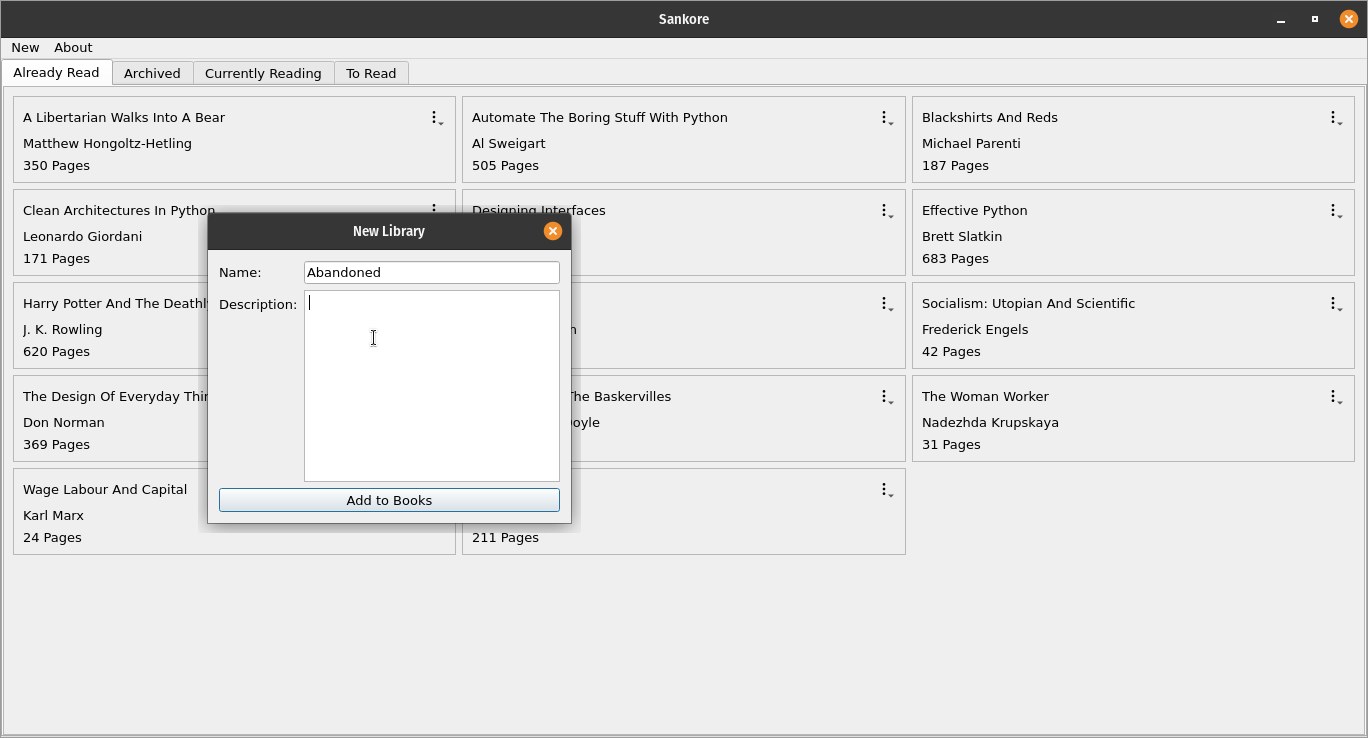 Sankore
New About
Already Read Archived Currently Reading To Read
A Libertarian Walks Into A Bear
Matthew Hongoltz-Hetling
350 Pages
Automate The Boring Stuff With Python
Al Sweigart
505 Pages
Blackshirts And Reds
Michael Parenti
187 Pages
Clean Architectures In Python
Leonardo Giordani
171 Pages
Designing Interfaces
Effective Python
Brett Slatkin
683 Pages
New Library
Name: Abandoned
Description:
Add to Books
Harry Potter And The
J. K. Rowling
620 Pages
Socialism: Utopian And Scientific
Frederick Engels
42 Pages
The Design Of Everyday
Don Norman
369 Pages
The Baskervilles
The Woman Worker
Nadezhda Krupskaya
31 Pages
Wage Labour And Capital
Karl Marx
24 Pages
211 Pages